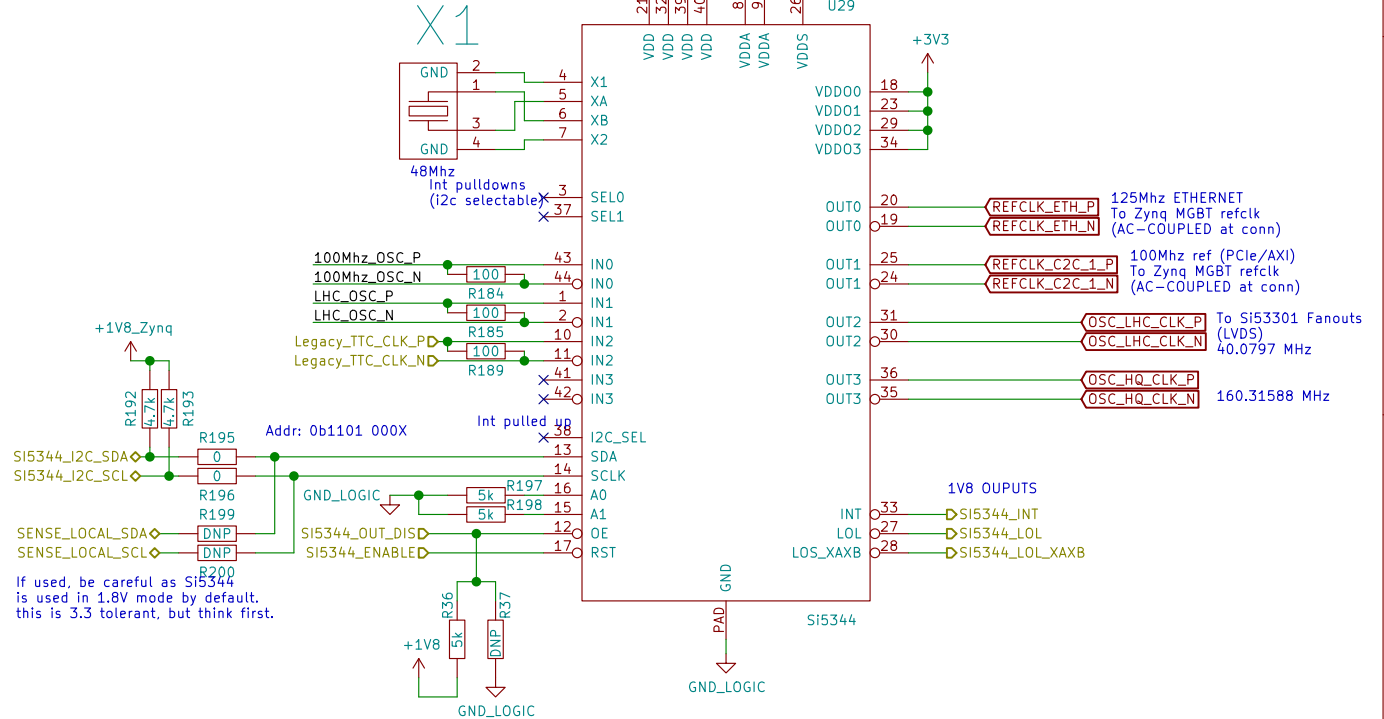 X1
U29
21
32
39
40
8
9
26
VDD
VDD
VDD
VDD
VDDA
VDDA
VDDS
+3V3
GND
2
1
3
GND
4
48Mhz
4
X1
5
XA
6
XB
7
X2
VDDO0
18
VDDO1
23
VDDO2
29
VDDO3
34
Int pulldowns
(i2c selectable)
3
SEL0
37
SEL1
OUT0
20
REFCLK_ETH_P
OUT0
19
REFCLK_ETH_N
125Mhz ETHERNET
To Zynq MGBT refclk
(AC-COUPLED at conn)
100Mhz_OSC_P
43
IN0
100Mhz_OSC_N
100
R184
44
IN0
LHC_OSC_P
1
IN1
LHC_OSC_N
100
R185
2
IN1
Legacy_TTC_CLK_P
10
IN2
Legacy_TTC_CLK_N
100
R189
11
IN2
41
IN3
42
IN3
OUT1
25
REFCLK_C2C_1_P
OUT1
24
REFCLK_C2C_1_N
100Mhz ref (PCIe/AXI)
To Zynq MGBT refclk
(AC-COUPLED at conn)
OUT2
31
OSC_LHC_CLK_P
OUT2
30
OSC_LHC_CLK_N
To Si53301 Fanouts
(LVDS)
40.0797 MHz
OUT3
36
OSC_HQ_CLK_P
OUT3
35
OSC_HQ_CLK_N
160.31588 MHz
+1V8_Zynq
R192
4.7k
4.7k
R193
Int pulled up
38
I2C_SEL
Addr: 0b1101 000X
R195
SI5344_I2C_SDA
0
13
SDA
SI5344_I2C_SCL
0
14
SCLK
R196
GND_LOGIC
5k
R197
16
A0
5k
R198
15
A1
R199
SENSE_LOCAL_SDA
DNP
SENSE_LOCAL_SCL
DNP
R200
SI5344_OUT_DIS
12
OE
SI5344_ENABLE
17
RST
If used, be careful as Si5344
is used in 1.8V mode by default.
this is 3.3 tolerant, but think first.
1V8 OUPUTS
INT
33
SI5344_INT
LOL
27
SI5344_LOL
LOS_XAXB
28
SI5344_LOL_XAXB
R36
5k
R37
DNP
+1V8
GND_LOGIC
GND
PAD
GND_LOGIC
Si5344